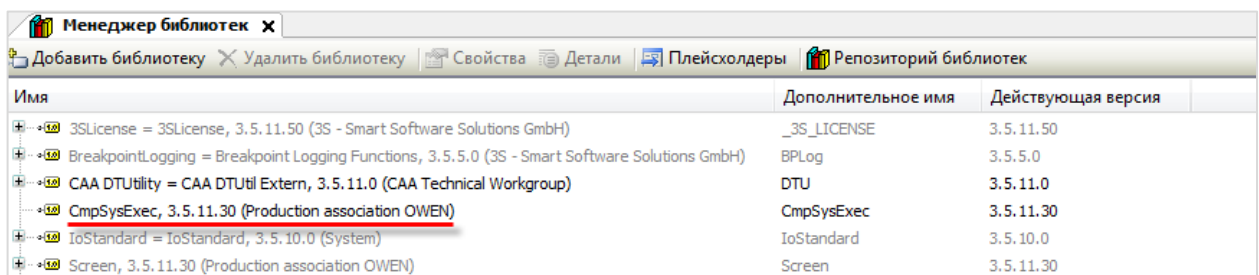 Менеджер библиотек X
Добавить библиотеку Удалить библиотеку Свойства Детали Плейсхолдеры Репозиторий библиотек
Имя Дополнительное имя Действующая версия
3SLicense = 3SLicense, 3.5.11.50 (3S - Smart Software Solutions GmbH) _3S_LICENSE 3.5.11.50
BreakpointLogging = Breakpoint Logging Functions, 3.5.5.0 (3S - Smart Software Solutions GmbH) BPLog 3.5.5.0
CAA DTUtility = CAA DTUtil Extern, 3.5.11.0 (CAA Technical Workgroup) DTU 3.5.11.0
CmpSysExec, 3.5.11.30 (Production association OWEN) CmpSysExec 3.5.11.30
IoStandard = IoStandard, 3.5.10.0 (System) IoStandard 3.5.10.0
Screen, 3.5.11.30 (Production association OWEN) Screen 3.5.11.30